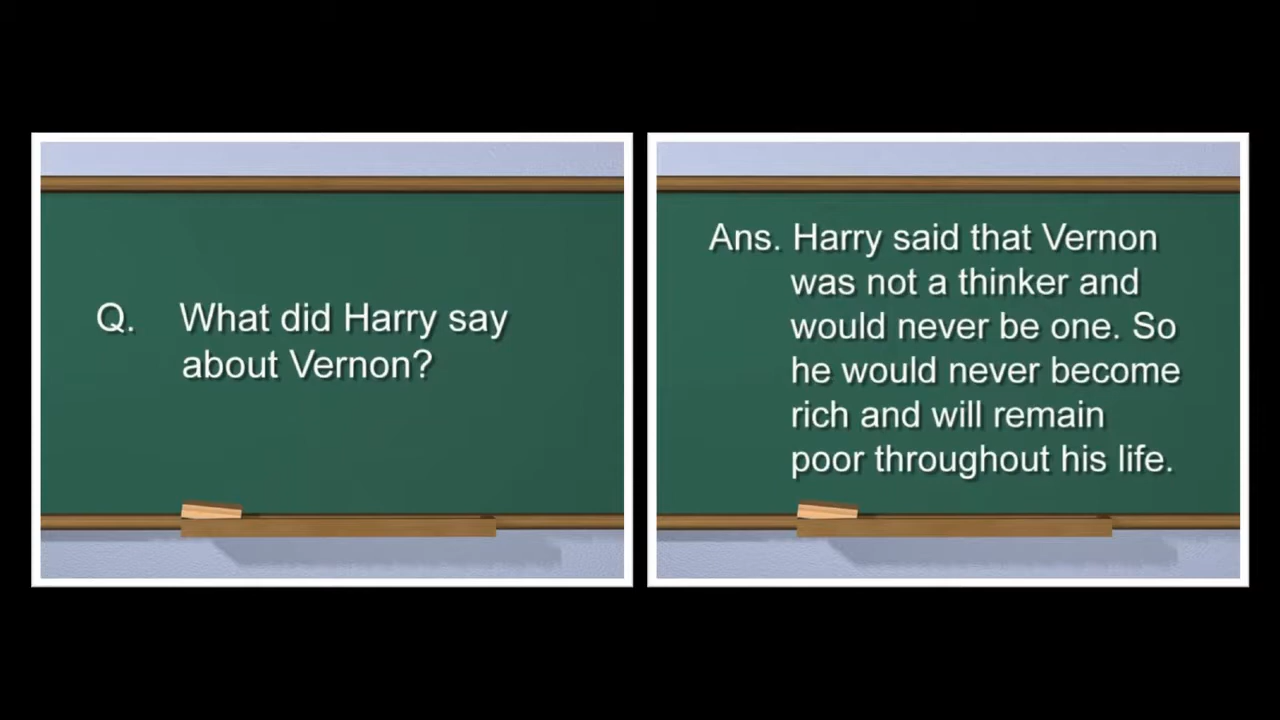 Q. What did Harry say
about Vernon?
Ans. Harry said that Vernon
was not a thinker and
would never be one. So
he would never become
rich and will remain
poor throughout his life.